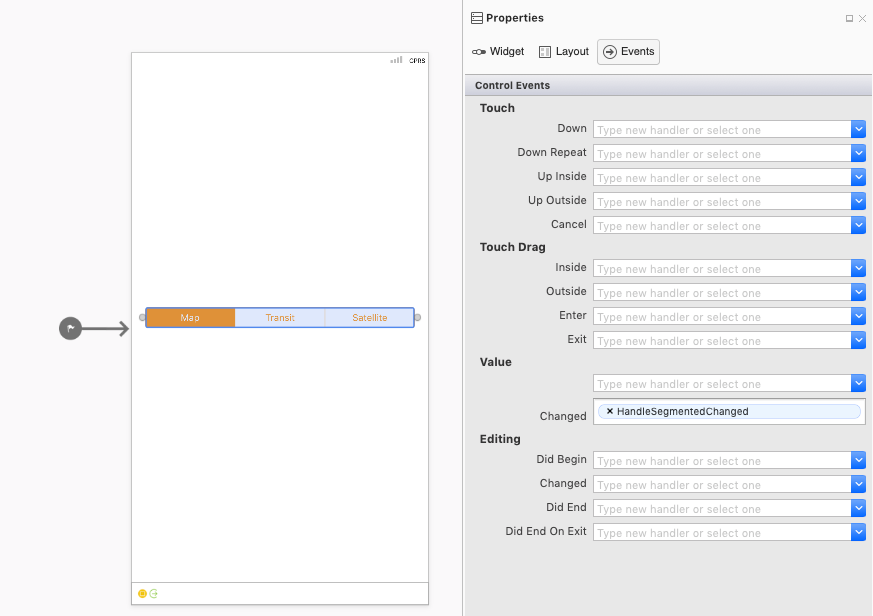 GPRS
Map Transit Satellite
Properties
Widget Layout Events
Control Events
Touch
Down Type new handler or select one
Down Repeat Type new handler or select one
Up Inside Type new handler or select one
Up Outside Type new handler or select one
Cancel Type new handler or select one
Touch Drag
Inside Type new handler or select one
Outside Type new handler or select one
Enter Type new handler or select one
Exit Type new handler or select one
Value
Type new handler or select one
Changed × HandleSegmentedChanged
Editing
Did Begin Type new handler or select one
Changed Type new handler or select one
Did End Type new handler or select one
Did End On Exit Type new handler or select one